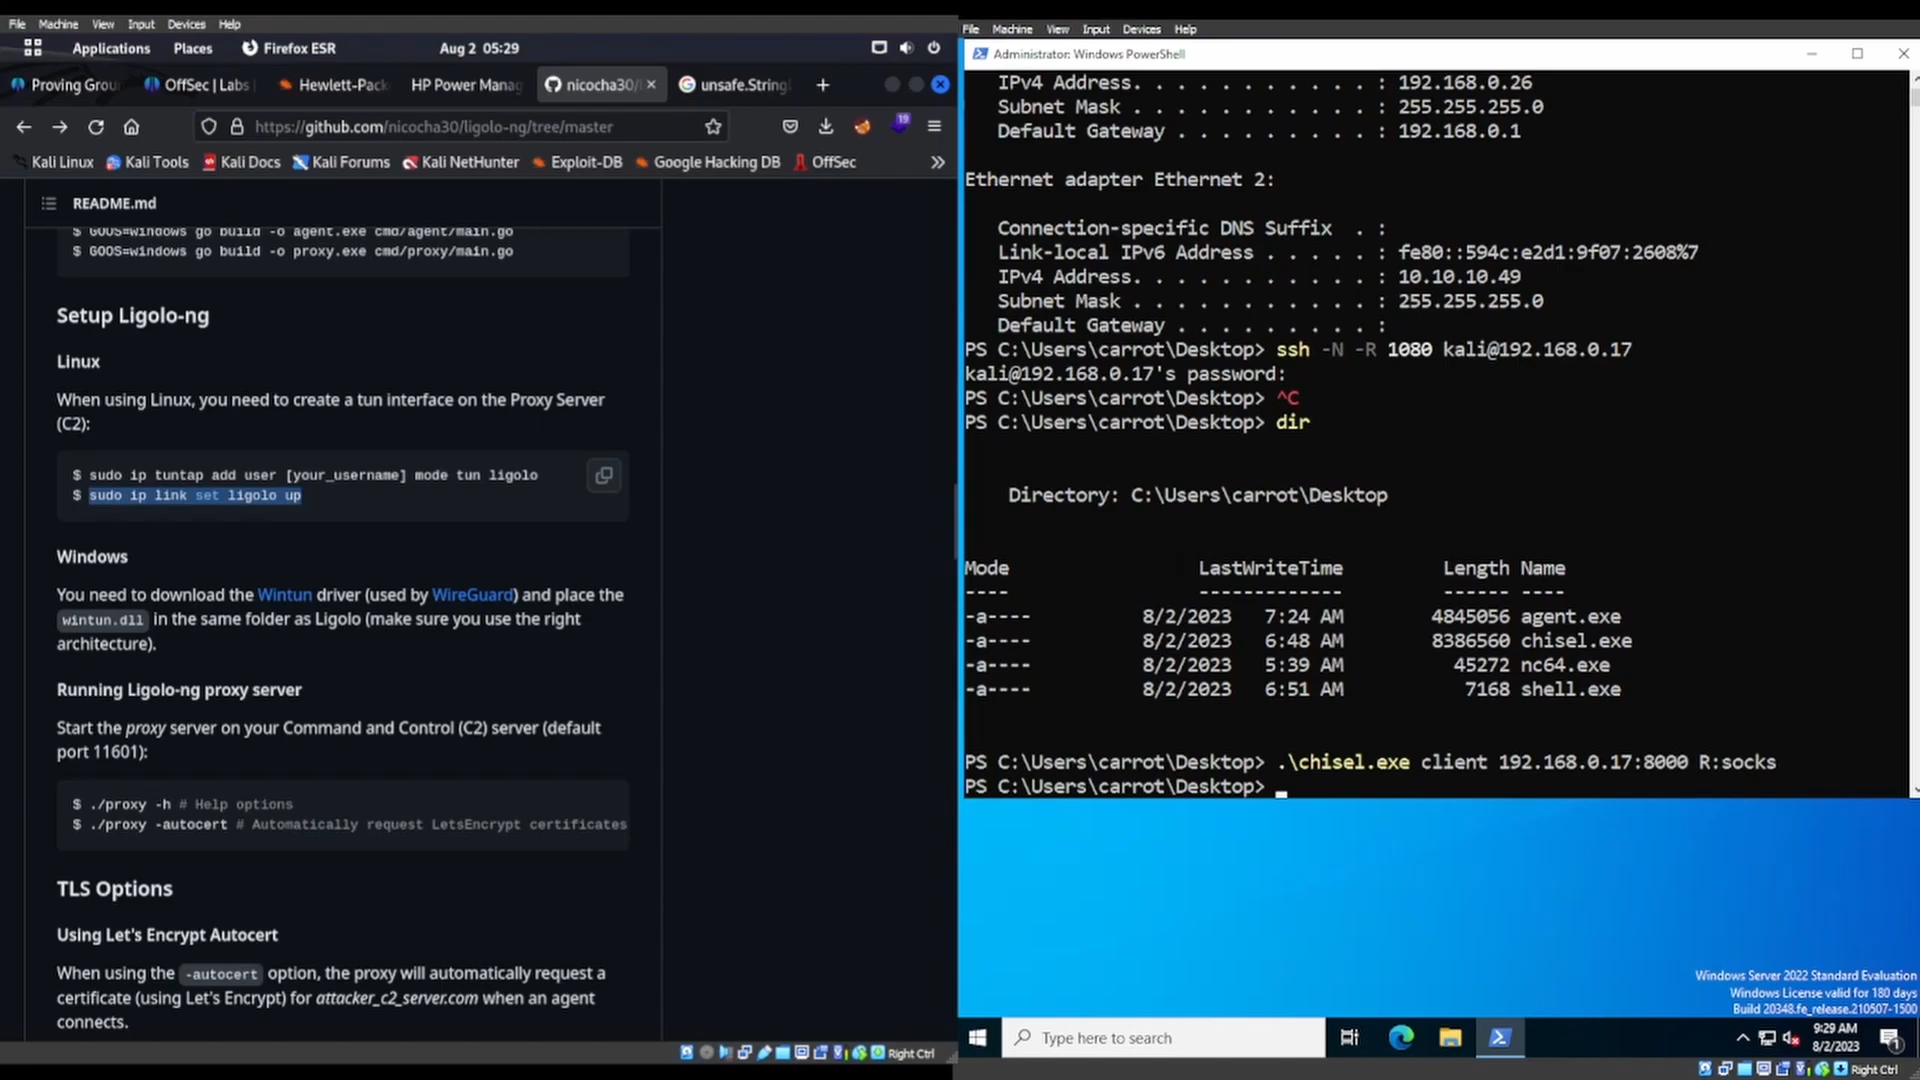 File Machine View Input Devices Help
Applications Places Firefox ESR Aug 2 05:29
Proving Grou OffSec | Labs Hewlett-Pack HP Power Manag nicocha30/l unsafe.String
https://github.com/nicocha30/ligolo-ng/tree/master
19
Kali Linux Kali Tools Kali Docs Kali Forums Kali NetHunter Exploit-DB Google Hacking DB OffSec
README.md
$ GOOS=windows go build -o agent.exe cmd/agent/main.go
$ GOOS=windows go build -o proxy.exe cmd/proxy/main.go
Setup Ligolo-ng
Linux
When using Linux, you need to create a tun interface on the Proxy Server
(C2):
$ sudo ip tuntap add user [your_username] mode tun ligolo
$ sudo ip link set ligolo up
Windows
You need to download the Wintun driver (used by WireGuard) and place the
wintun.dll in the same folder as Ligolo (make sure you use the right
architecture).
Running Ligolo-ng proxy server
Start the proxy server on your Command and Control (C2) server (default
port 11601):
$ ./proxy -h # Help options
$ ./proxy -autocert # Automatically request LetsEncrypt certificates
TLS Options
Using Let's Encrypt Autocert
When using the -autocert option, the proxy will automatically request a
certificate (using Let's Encrypt) for attacker_c2_server.com when an agent
connects.
Right Ctrl
File Machine View Input Devices Help
Administrator: Windows PowerShell
IPv4 Address. . . . . . . . . . . : 192.168.0.26
Subnet Mask . . . . . . . . . . . : 255.255.255.0
Default Gateway . . . . . . . . . : 192.168.0.1
Ethernet adapter Ethernet 2:
Connection-specific DNS Suffix  . :
Link-local IPv6 Address . . . . . : fe80::594c:e2d1:9f07:2608%7
IPv4 Address. . . . . . . . . . . : 10.10.10.49
Subnet Mask . . . . . . . . . . . : 255.255.255.0
Default Gateway . . . . . . . . . :
PS C:\Users\carrot\Desktop> ssh -N -R 1080 kali@192.168.0.17
kali@192.168.0.17's password:
PS C:\Users\carrot\Desktop> ^C
PS C:\Users\carrot\Desktop> dir
Directory: C:\Users\carrot\Desktop
Mode LastWriteTime Length Name
---- ------------- ------ ----
-a---- 8/2/2023 7:24 AM 4845056 agent.exe
-a---- 8/2/2023 6:48 AM 8386560 chisel.exe
-a---- 8/2/2023 5:39 AM 45272 nc64.exe
-a---- 8/2/2023 6:51 AM 7168 shell.exe
PS C:\Users\carrot\Desktop> .\chisel.exe client 192.168.0.17:8000 R:socks
PS C:\Users\carrot\Desktop>
Windows Server 2022 Standard Evaluation
Windows License valid for 180 days
Build 20348.fe_release.210507-1500
Type here to search
9:29 AM
8/2/2023
1
Right Ctrl